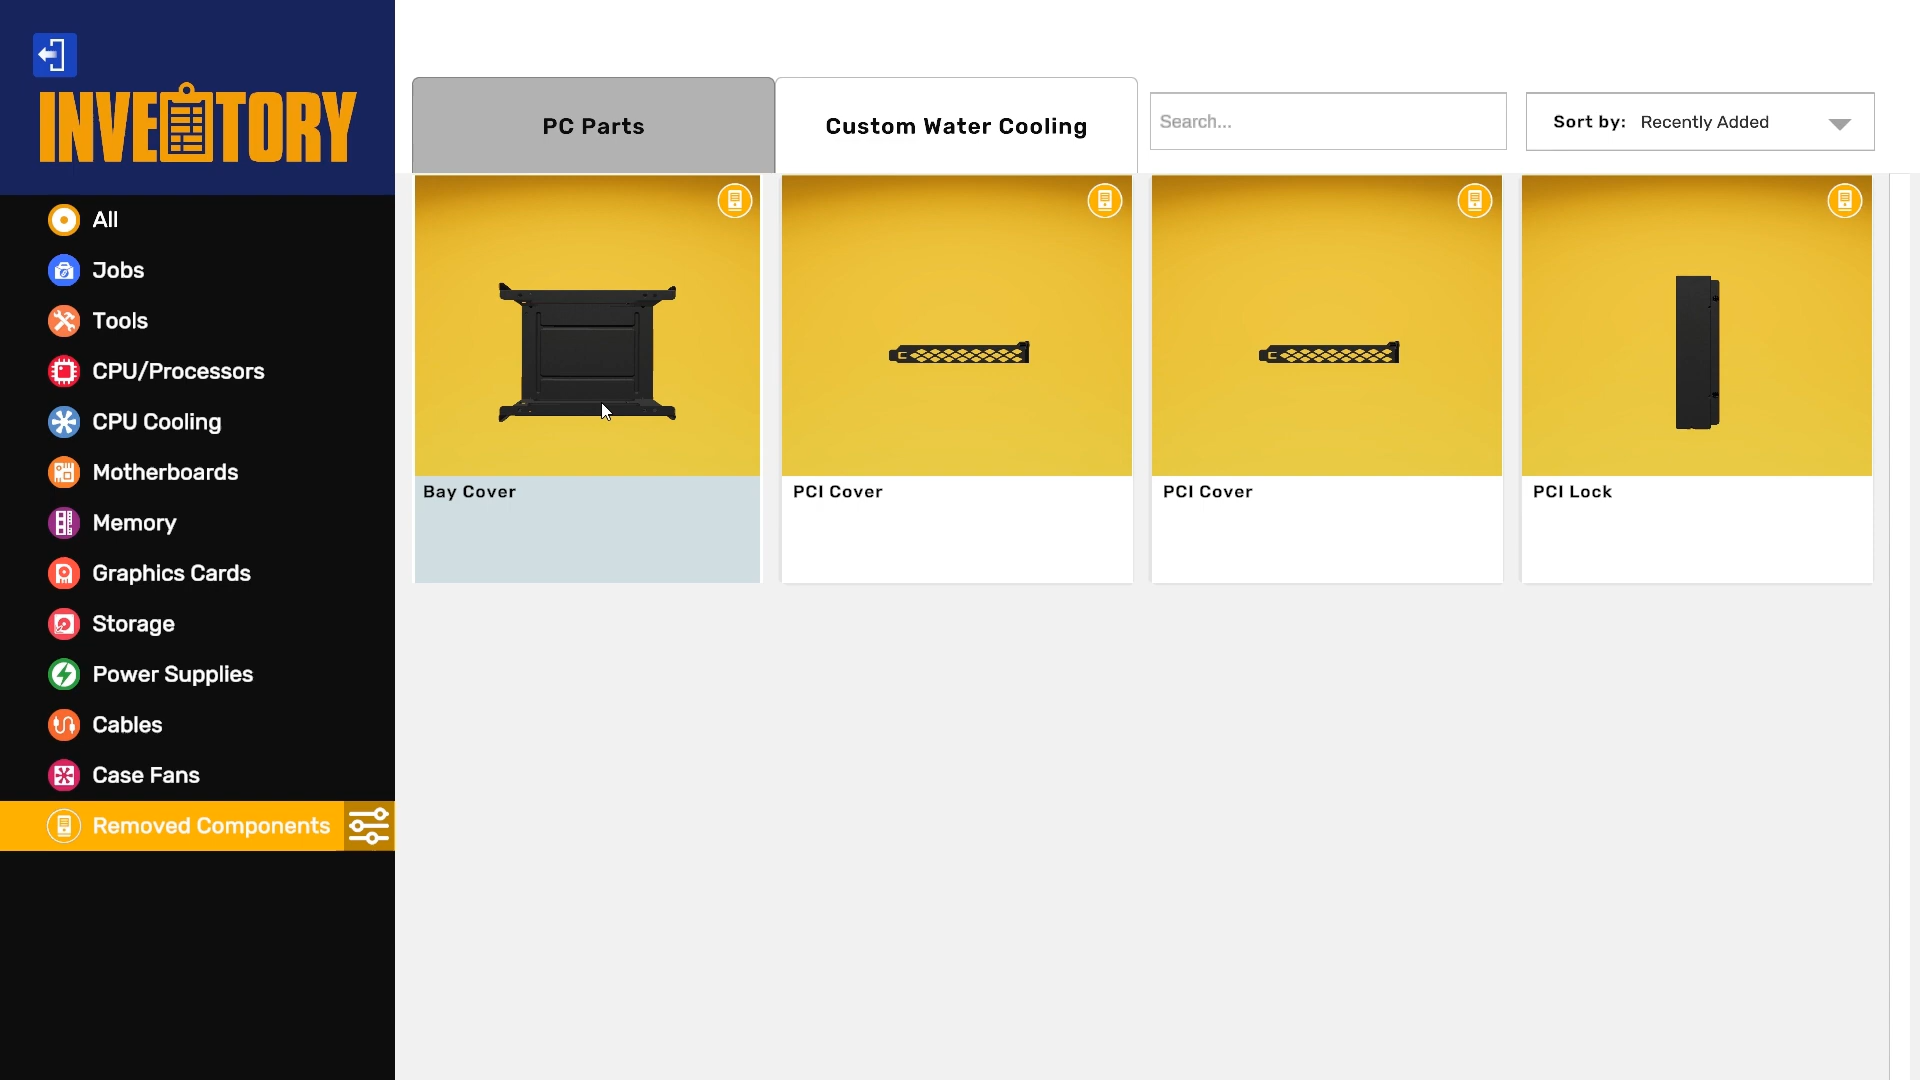 INVENTORY
All
Jobs
Tools
CPU/Processors
CPU Cooling
Motherboards
Memory
Graphics Cards
Storage
Power Supplies
Cables
Case Fans
Removed Components
PC Parts
Custom Water Cooling
Search...
Sort by: Recently Added
Bay Cover
PCI Cover
PCI Cover
PCI Lock